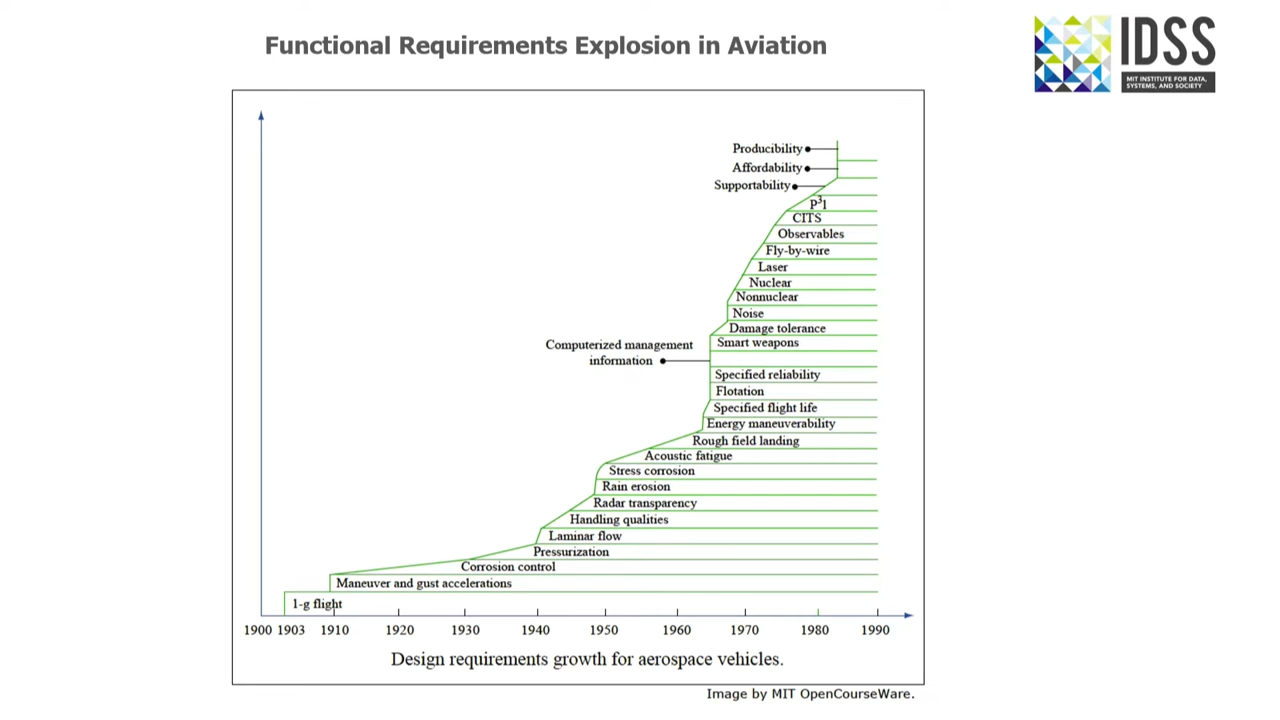 Functional Requirements Explosion in Aviation
IDSS
MIT INSTITUTE FOR DATA,
SYSTEMS, AND SOCIETY
Producibility
Affordability
Supportability
P³I
CITS
Observables
Fly-by-wire
Laser
Nuclear
Nonnuclear
Noise
Damage tolerance
Smart weapons
Computerized management
information
Specified reliability
Flotation
Specified flight life
Energy maneuverability
Rough field landing
Acoustic fatigue
Stress corrosion
Rain erosion
Radar transparency
Handling qualities
Laminar flow
Pressurization
Corrosion control
Maneuver and gust accelerations
1-g flight
1900 1903 1910 1920 1930 1940 1950 1960 1970 1980 1990
Design requirements growth for aerospace vehicles.
Image by MIT OpenCourseWare.